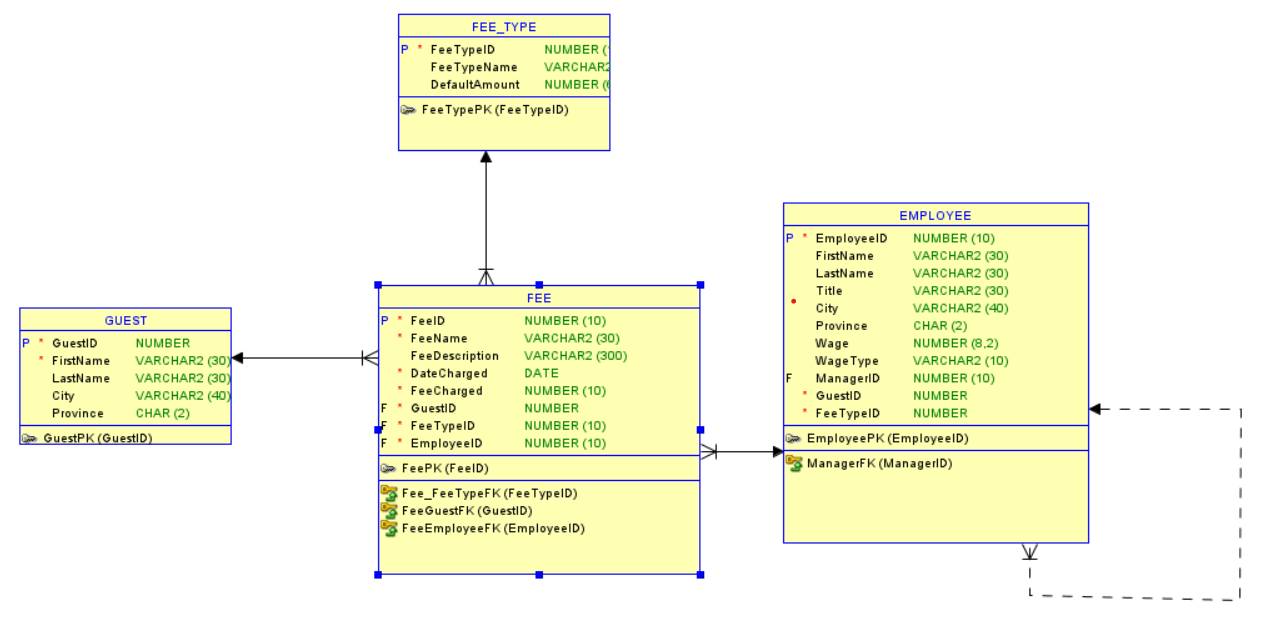 FEE_TYPE
P * FeeTypeID NUMBER (
FeeTypeName VARCHAR2
DefaultAmount NUMBER (
FeeTypePK (FeeTypeID)
EMPLOYEE
P * EmployeeID NUMBER (10)
FirstName VARCHAR2 (30)
LastName VARCHAR2 (30)
Title VARCHAR2 (30)
City VARCHAR2 (40)
Province CHAR (2)
Wage NUMBER (8,2)
WageType VARCHAR2 (10)
F ManagerID NUMBER (10)
* GuestID NUMBER
* FeeTypeID NUMBER
EmployeePK (EmployeeID)
ManagerFK (ManagerID)
FEE
P * FeeID NUMBER (10)
* FeeName VARCHAR2 (30)
FeeDescription VARCHAR2 (300)
* DateCharged DATE
* FeeCharged NUMBER (10)
F * GuestID NUMBER
F * FeeTypeID NUMBER (10)
F * EmployeeID NUMBER (10)
FeePK (FeeID)
Fee_FeeTypeFK (FeeTypeID)
FeeGuestFK (GuestID)
FeeEmployeeFK (EmployeeID)
GUEST
P * GuestID NUMBER
* FirstName VARCHAR2 (30)
LastName VARCHAR2 (30)
City VARCHAR2 (40)
Province CHAR (2)
GuestPK (GuestID)